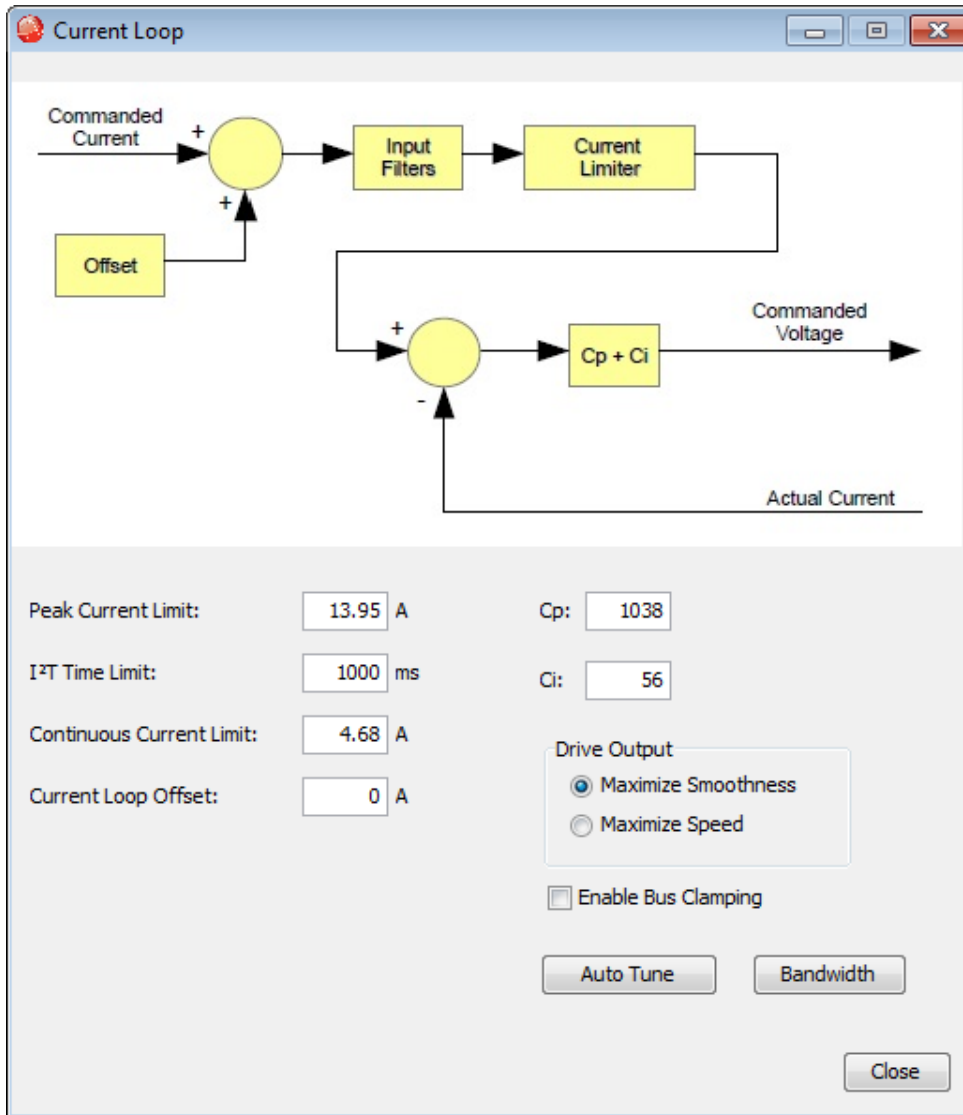 Current Loop
Commanded
Current
+
+
Offset
Input
Filters
Current
Limiter
+
-
Cp + Ci
Commanded
Voltage
Actual Current
Peak Current Limit: 13.95 A
I²T Time Limit: 1000 ms
Continuous Current Limit: 4.68 A
Current Loop Offset: 0 A
Cp: 1038
Ci: 56
Drive Output
Maximize Smoothness
Maximize Speed
Enable Bus Clamping
Auto Tune
Bandwidth
Close